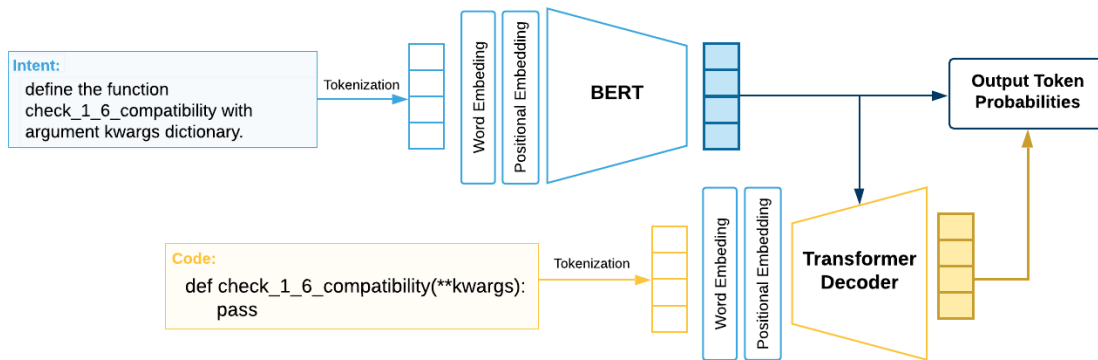 Intent:
define the function
check_1_6_compatibility with
argument kwargs dictionary.
Tokenization
Word Embeding
Positional Embedding
BERT
Output Token
Probabilities
Code:
def check_1_6_compatibility(**kwargs):
pass
Tokenization
Word Embeding
Positional Embedding
Transformer
Decoder